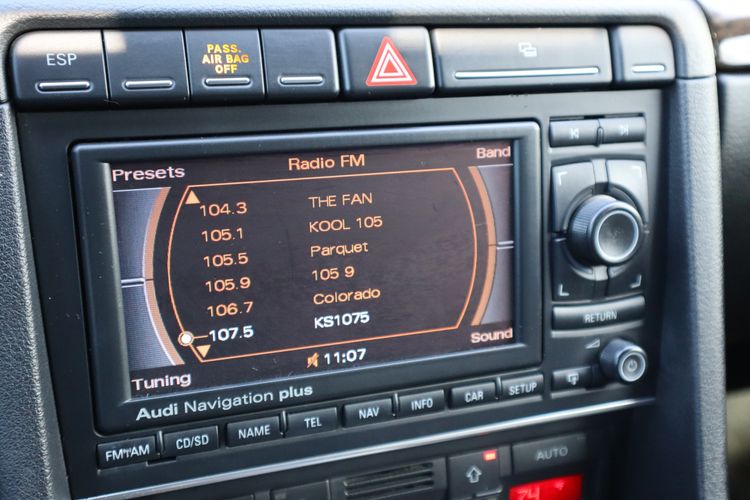 ESP
PASS.
AIR BAG
OFF
Radio FM
Presets
Band
104.3 THE FAN
105.1 KOOL 105
105.5 Parquet
105.9 105 9
106.7 Colorado
107.5 KS1075
Tuning
11:07
Sound
RETURN
Audi Navigation plus
FM/AM CD/SD NAME TEL NAV INFO CAR SETUP
AUTO
74